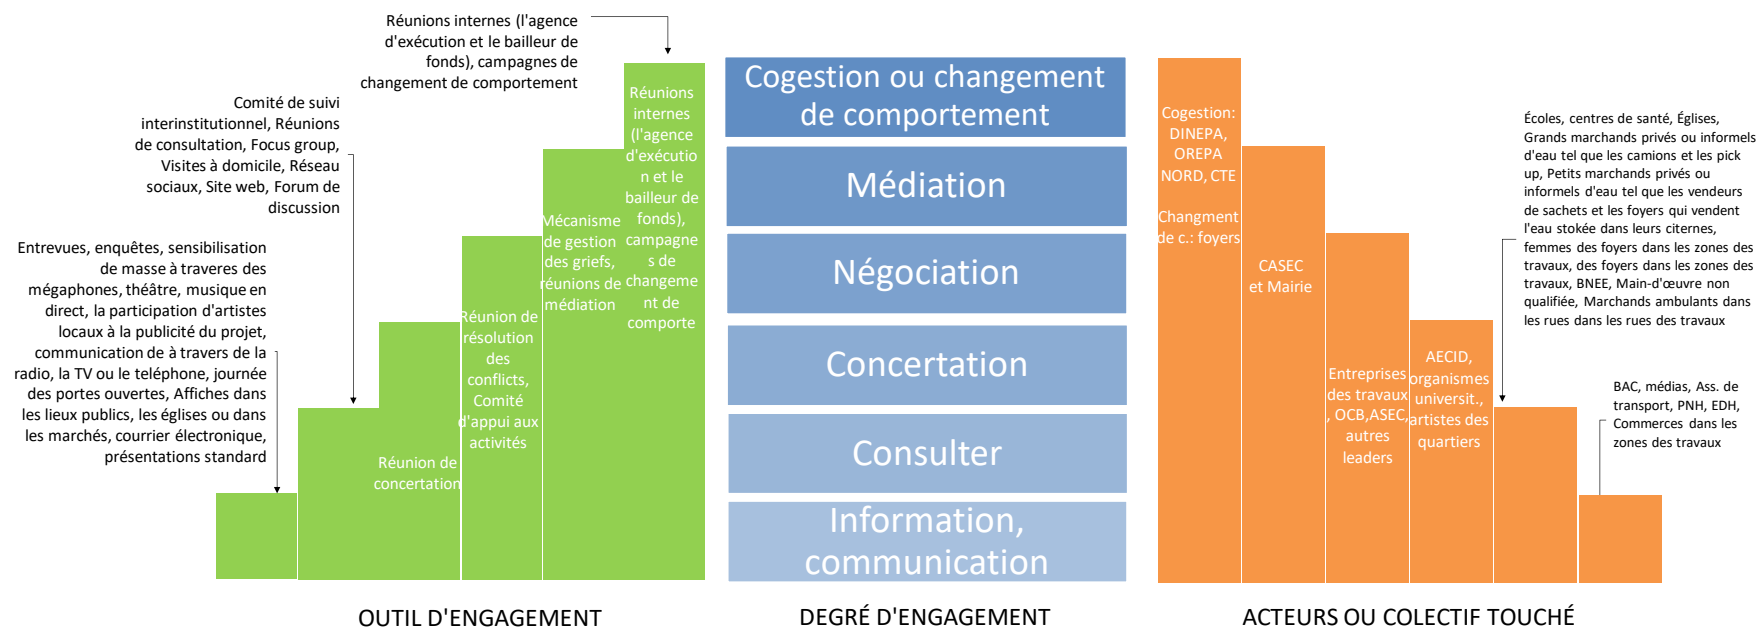 Réunions internes (l'agence
d'exécution et le bailleur de
fonds), campagnes de
changement de comportement
Comité de suivi
interinstitutionnel, Réunions
de consultation, Focus group,
Visites à domicile, Réseau
sociaux, Site web, Forum de
discussion
Entrevues, enquêtes, sensibilisation
de masse à traveres des
mégaphones, théâtre, musique en
direct, la participation d'artistes
locaux à la publicité du projet,
communication de à travers de la
radio, la TV ou le teléphone, journée
des portes ouvertes, Affiches dans
les lieux publics, les églises ou dans
les marchés, courrier électronique,
présentations standard
Réunion de
concertation
Réunion de
résolution
des
conflicts,
Comité
d'appui aux
activités
Mécanisme
de gestion
des griefs,
réunions de
médiation
Réunions
internes
(l'agence
d'exécutio
n et le
bailleur de
fonds),
campagne
s de
changeme
nt de
comporte
OUTIL D'ENGAGEMENT
Cogestion ou changement
de comportement
Médiation
Négociation
Concertation
Consulter
Information,
communication
DEGRÉ D'ENGAGEMENT
Cogestion:
DINEPA,
OREPA
NORD, CTE
Changment
de c.: foyers
CASEC
et Mairie
Entreprises
des travaux
, OCB,ASEC,
autres
leaders
AECID,
organismes
universit.,
artistes des
quartiers
Écoles, centres de santé, Églises,
Grands marchands privés ou informels
d'eau tel que les camions et les pick
up, Petits marchands privés ou
informels d'eau tel que les vendeurs
de sachets et les foyers qui vendent
l'eau stokée dans leurs citernes,
femmes des foyers dans les zones des
travaux, des foyers dans les zones des
travaux, BNEE, Main-d'œuvre non
qualifiée, Marchands ambulants dans
les rues dans les rues des travaux
BAC, médias, Ass. de
transport, PNH, EDH,
Commerces dans les
zones des travaux
ACTEURS OU COLECTIF TOUCHÉ